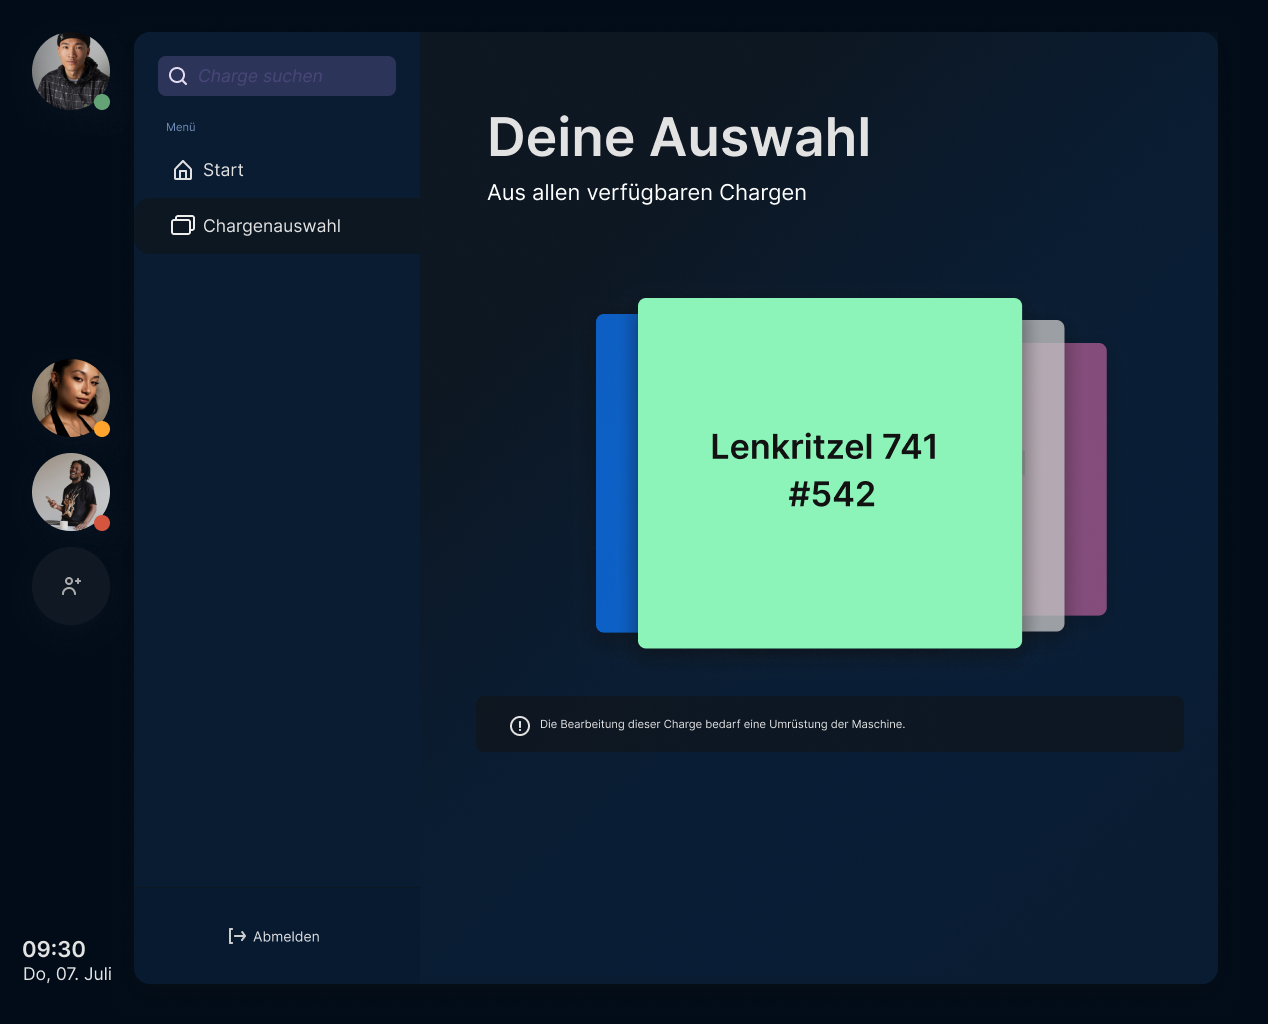 Charge suchen
Menü
Start
Chargenauswahl
Abmelden
09:30
Do, 07. Juli
Deine Auswahl
Aus allen verfügbaren Chargen
Lenkritzel 741
#542
Die Bearbeitung dieser Charge bedarf eine Umrüstung der Maschine.